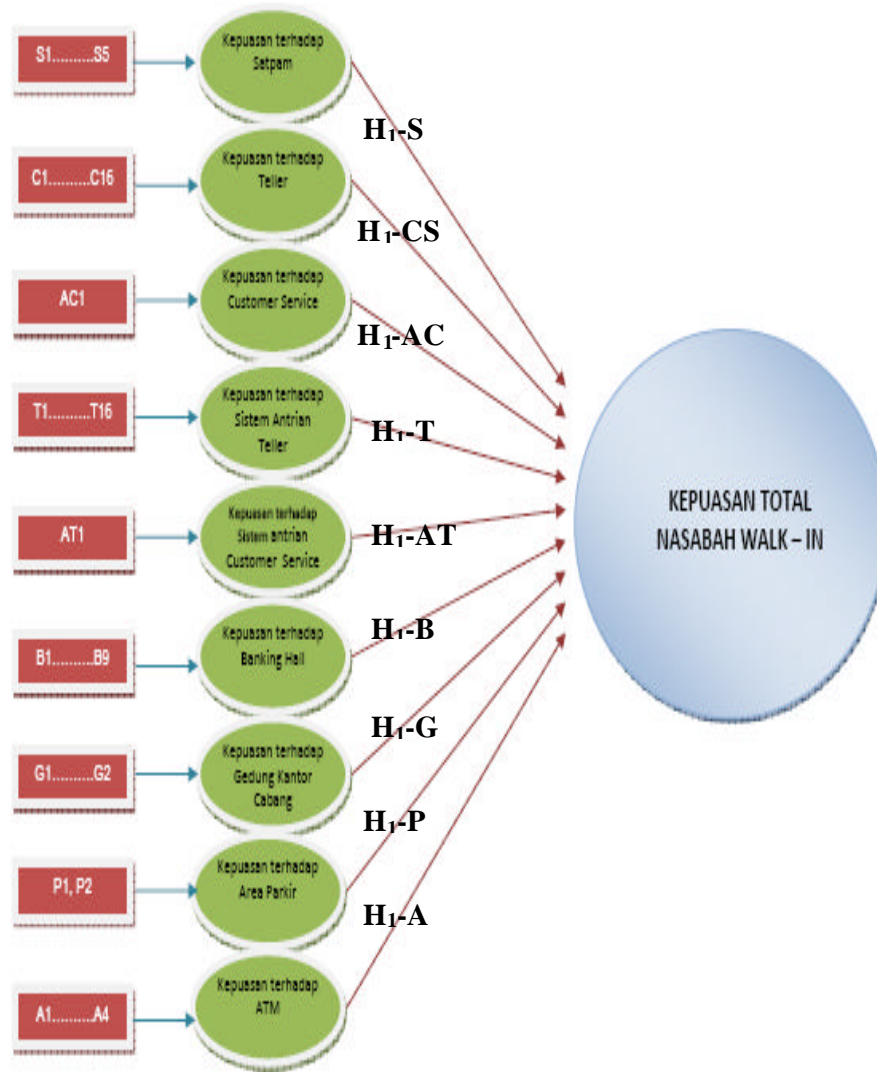 S1..........S5
Kepuasan terhadap
Satpam
H₁-S
C1..........C16
Kepuasan terhadap
Teller
H₁-CS
AC1
Kepuasan terhadap
Customer Service
H₁-AC
T1..........T16
Kepuasan terhadap
Sistem Antrian
Teller
H₁-T
AT1
Kepuasan terhadap
Sistem antrian
Customer Service
H₁-AT
KEPUASAN TOTAL
NASABAH WALK – IN
B1..........B9
Kepuasan terhadap
Banking Hall
H₁-B
G1..........G2
Kepuasan terhadap
Gedung Kantor
Cabang
H₁-G
P1, P2
Kepuasan terhadap
Area Parkir
H₁-P
A1..........A4
Kepuasan terhadap
ATM
H₁-A